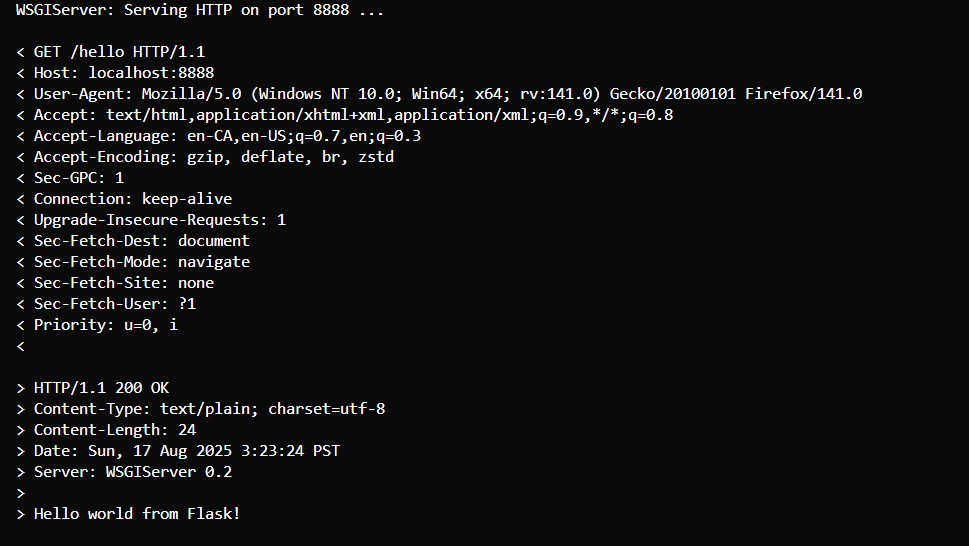 WSGIServer: Serving HTTP on port 8888 ...
< GET /hello HTTP/1.1
< Host: localhost:8888
< User-Agent: Mozilla/5.0 (Windows NT 10.0; Win64; x64; rv:141.0) Gecko/20100101 Firefox/141.0
< Accept: text/html,application/xhtml+xml,application/xml;q=0.9,*/*;q=0.8
< Accept-Language: en-CA,en-US;q=0.7,en;q=0.3
< Accept-Encoding: gzip, deflate, br, zstd
< Sec-GPC: 1
< Connection: keep-alive
< Upgrade-Insecure-Requests: 1
< Sec-Fetch-Dest: document
< Sec-Fetch-Mode: navigate
< Sec-Fetch-Site: none
< Sec-Fetch-User: ?1
< Priority: u=0, i
<
> HTTP/1.1 200 OK
> Content-Type: text/plain; charset=utf-8
> Content-Length: 24
> Date: Sun, 17 Aug 2025 3:23:24 PST
> Server: WSGIServer 0.2
>
> Hello world from Flask!